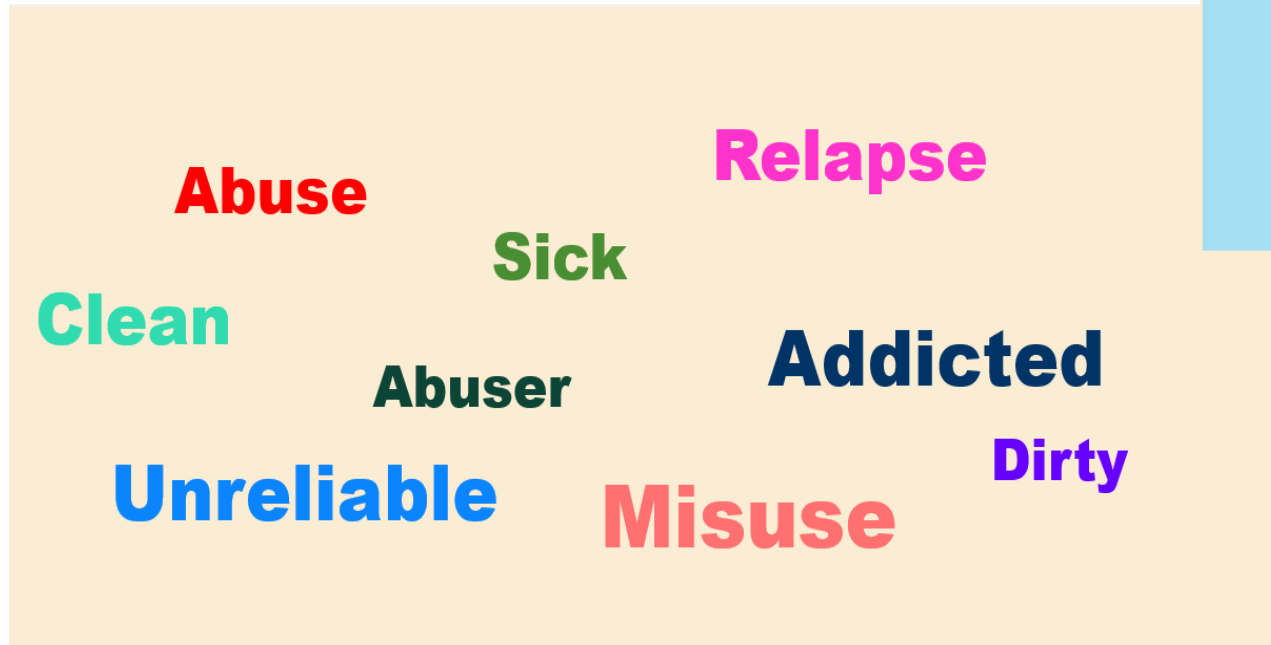 Relapse
Abuse
Sick
Clean
Addicted
Abuser
Dirty
Unreliable
Misuse